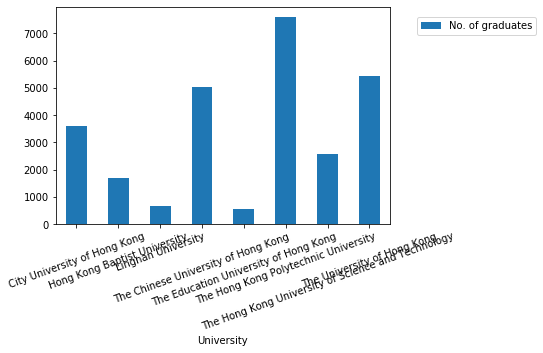 No. of graduates
7000
6000
5000
4000
3000
2000
1000
0
City University of Hong Kong
Hong Kong Baptist University
Lingnan University
The Chinese University of Hong Kong
The Education University of Hong Kong
The Hong Kong Polytechnic University
The Hong Kong University of Science and Technology
The University of Hong Kong
University